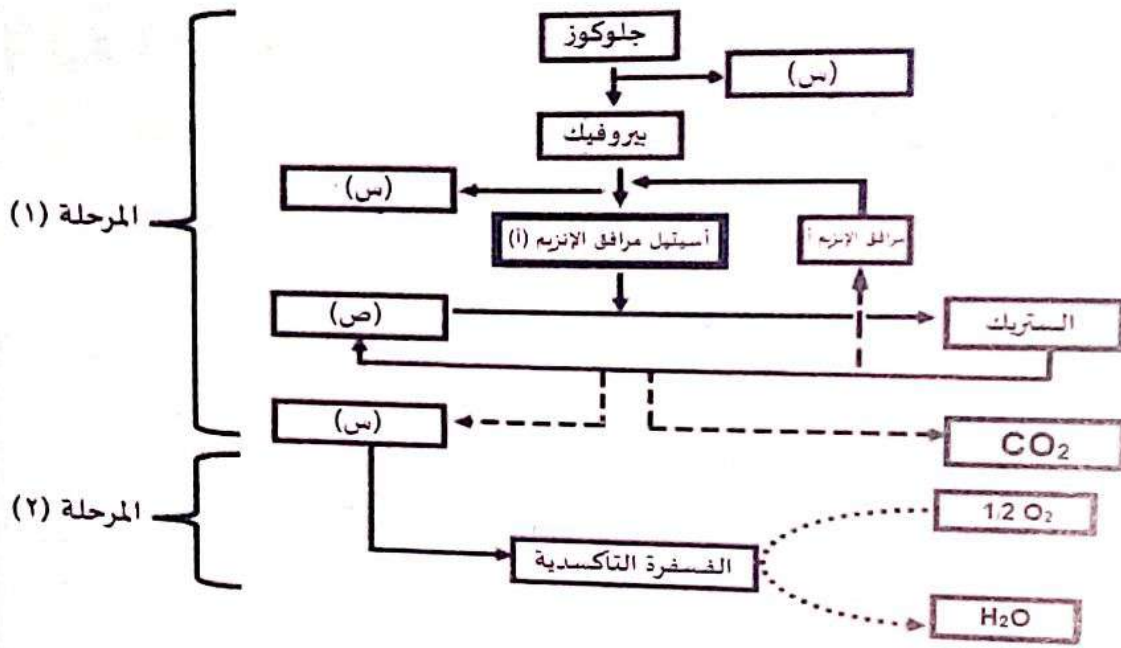 جلوكوز
(س)
بيروفيك
(س)
المرحلة (١)
أسيتيل مرافق الإنزيم (أ)
مرافق الإنزيم أ
(ص)
الستريك
(س)
CO₂
المرحلة (٢)
1/2 O₂
الفسفرة التاكسدية
H₂O